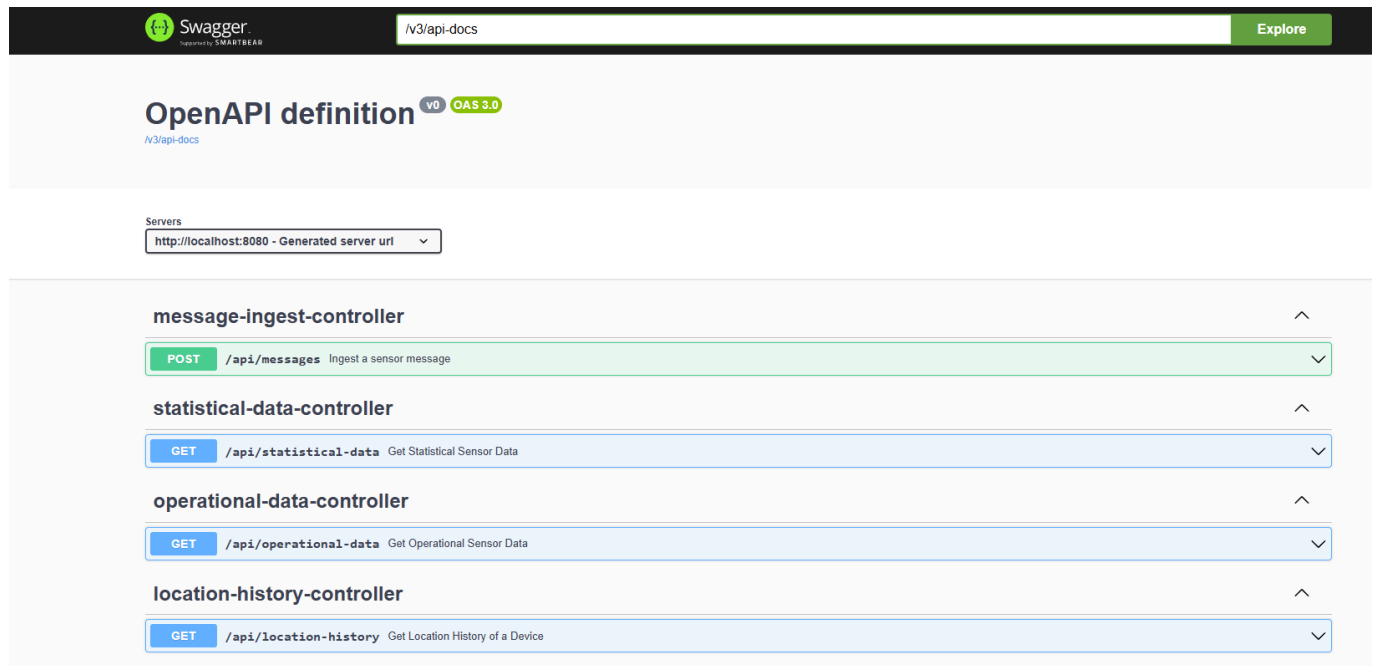 Swagger.
Supported by SMARTBEAR
/v3/api-docs
Explore
OpenAPI definition v0 OAS 3.0
/v3/api-docs
Servers
http://localhost:8080 - Generated server url
message-ingest-controller
POST /api/messages Ingest a sensor message
statistical-data-controller
GET /api/statistical-data Get Statistical Sensor Data
operational-data-controller
GET /api/operational-data Get Operational Sensor Data
location-history-controller
GET /api/location-history Get Location History of a Device